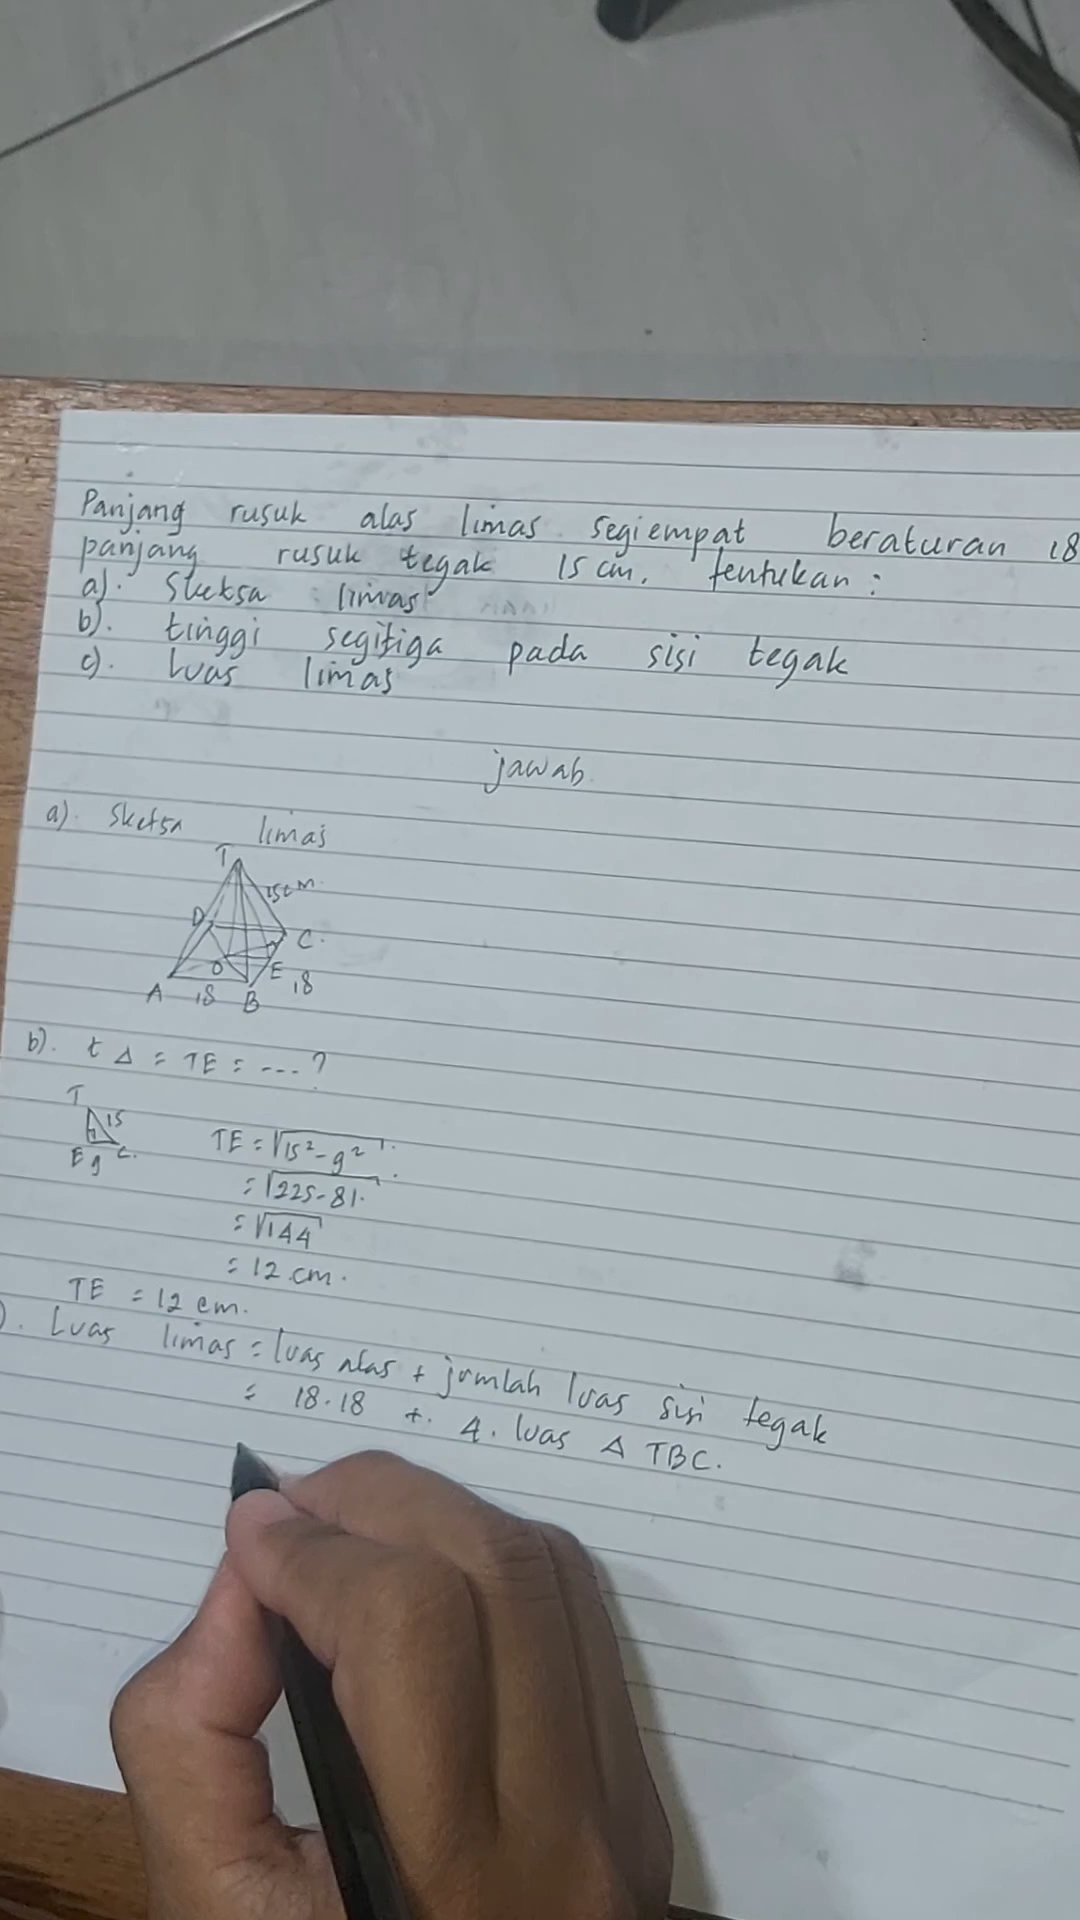 Panjang rusuk alas limas segiempat beraturan 18
panjang rusuk tegak 15 cm. tentukan :
a). Sketsa limas
b). tinggi segitiga pada sisi tegak
c). Luas limas
jawab.
a). Sketsa limas
T
15cm.
D
C.
O
E
18
A 18 B
b). t Δ = TE = ---- ?
T
15
E 9 C.
TE = √15² - 9²
= √225 - 81.
= √144
= 12 cm.
TE = 12 cm.
). Luas limas = luas alas + jumlah luas sisi tegak
= 18 . 18 + . 4 . luas Δ TBC.